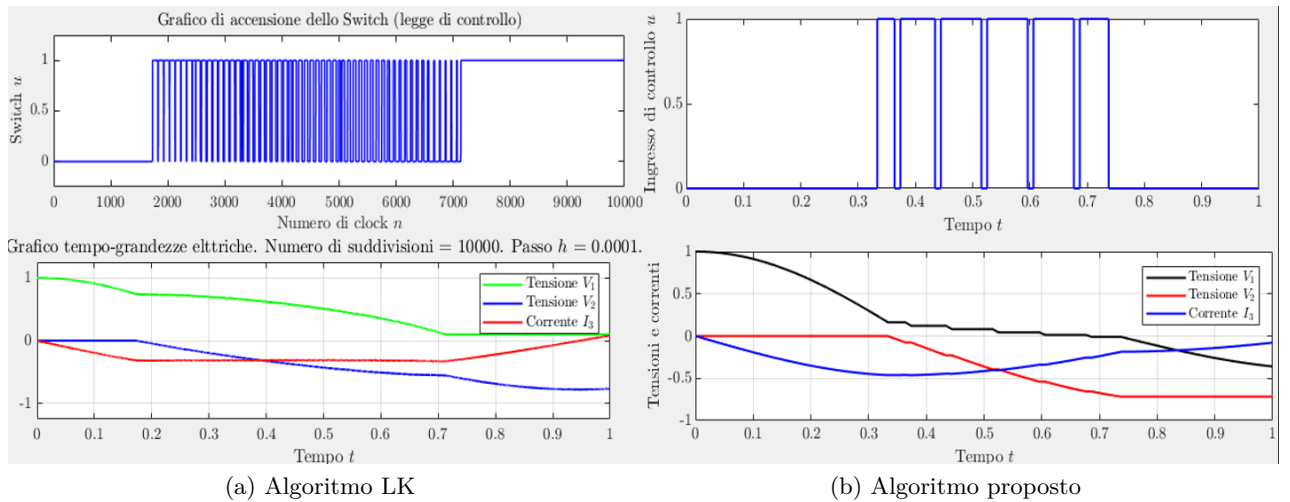 Grafico di accensione dello Switch (legge di controllo)
Switch u
1
0.5
0
0 1000 2000 3000 4000 5000 6000 7000 8000 9000 10000
Numero di clock n
Grafico tempo-grandezze elttriche. Numero di suddivisioni = 10000. Passo h = 0.0001.
1
0
-1
Tensione V₁
Tensione V₂
Corrente I₃
0 0.1 0.2 0.3 0.4 0.5 0.6 0.7 0.8 0.9 1
Tempo t
(a) Algoritmo LK
Ingresso di controllo u
1
0.5
0
0 0.1 0.2 0.3 0.4 0.5 0.6 0.7 0.8 0.9 1
Tempo t
Tensioni e correnti
1
0.5
0
-0.5
-1
Tensione V₁
Tensione V₂
Corrente I₃
0 0.1 0.2 0.3 0.4 0.5 0.6 0.7 0.8 0.9 1
Tempo t
(b) Algoritmo proposto